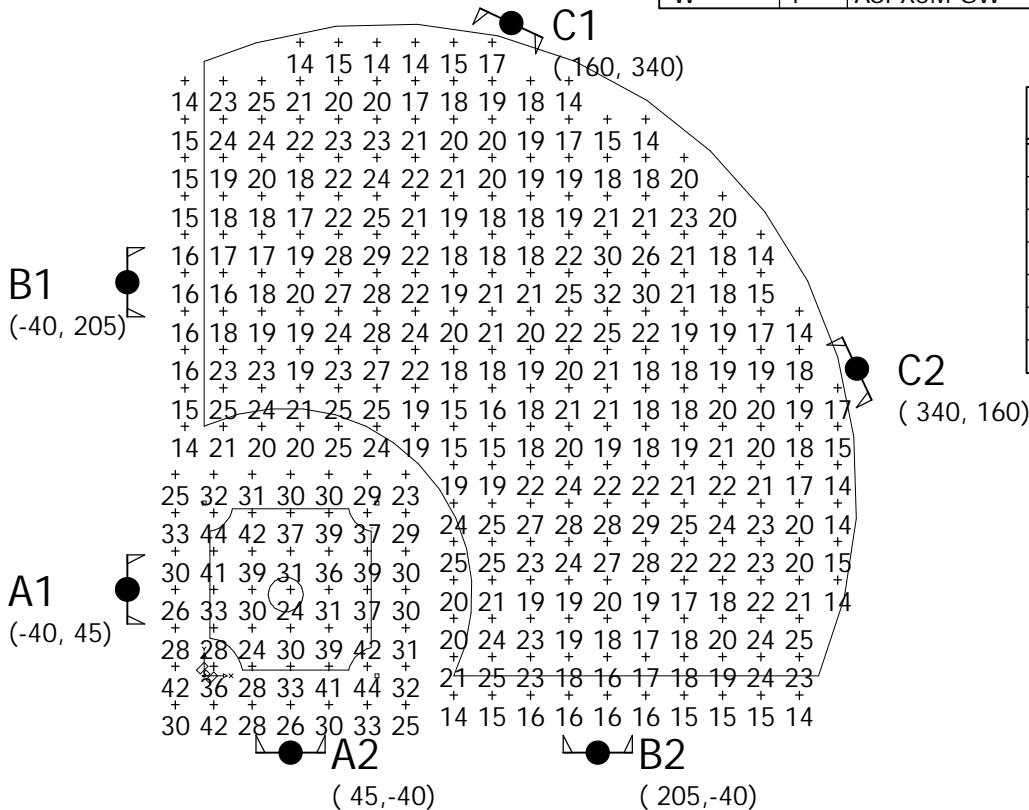 C1
( 160, 340)
14 15 14 14 15 17
14 23 25 21 20 20 17 18 19 18 14
15 24 24 22 23 23 21 20 20 19 17 15 14
15 19 20 18 22 24 22 21 20 19 19 18 18 20
15 18 18 17 22 25 21 19 18 18 19 21 21 23 20
16 17 17 19 28 29 22 18 18 18 22 30 26 21 18 14
B1
(-40, 205)
16 16 18 20 27 28 22 19 21 21 25 32 30 21 18 15
16 18 19 19 24 28 24 20 21 20 22 25 22 19 19 17 14
16 23 23 19 23 27 22 18 18 19 20 21 18 18 19 19 18
C2
( 340, 160)
15 25 24 21 25 25 19 15 16 18 21 21 18 18 20 20 19 17
14 21 20 20 25 24 19 15 15 18 20 19 18 19 21 20 18 15
19 19 22 24 22 22 21 22 21 17 14
25 32 31 30 30 29 23
24 25 27 28 28 29 25 24 23 20 14
33 44 42 37 39 37 29
25 25 23 24 27 28 22 22 23 20 15
30 41 39 31 36 39 30
A1
(-40, 45)
20 21 19 19 20 19 17 18 22 21 14
26 33 30 24 31 37 30
20 24 23 19 18 17 18 20 24 25
28 28 24 30 39 42 31
21 25 23 18 16 17 18 19 24 23
42 36 28 33 41 44 32
14 15 16 16 16 16 15 15 15 14
30 42 28 26 30 33 25
A2
( 45,-40)
B2
( 205,-40)